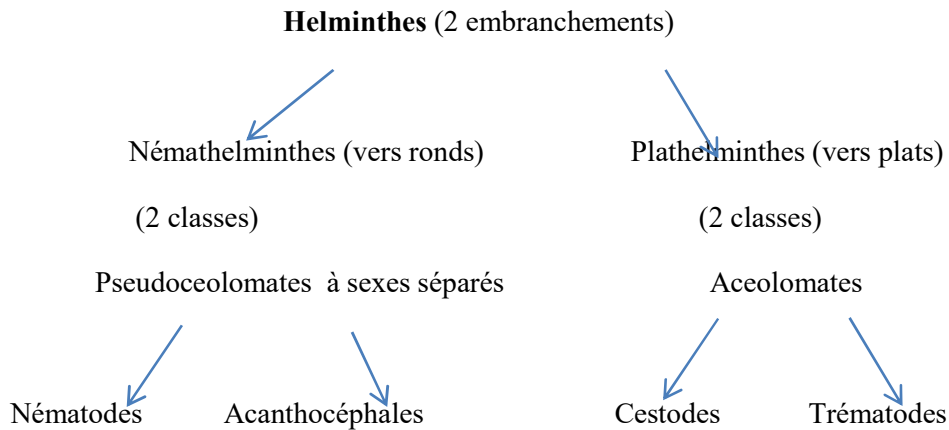 Helminthes (2 embranchements)
Némathelminthes (vers ronds) Plathelminthes (vers plats)
(2 classes) (2 classes)
Pseudoceolomates à sexes séparés Aceolomates
Nématodes Acanthocéphales Cestodes Trématodes